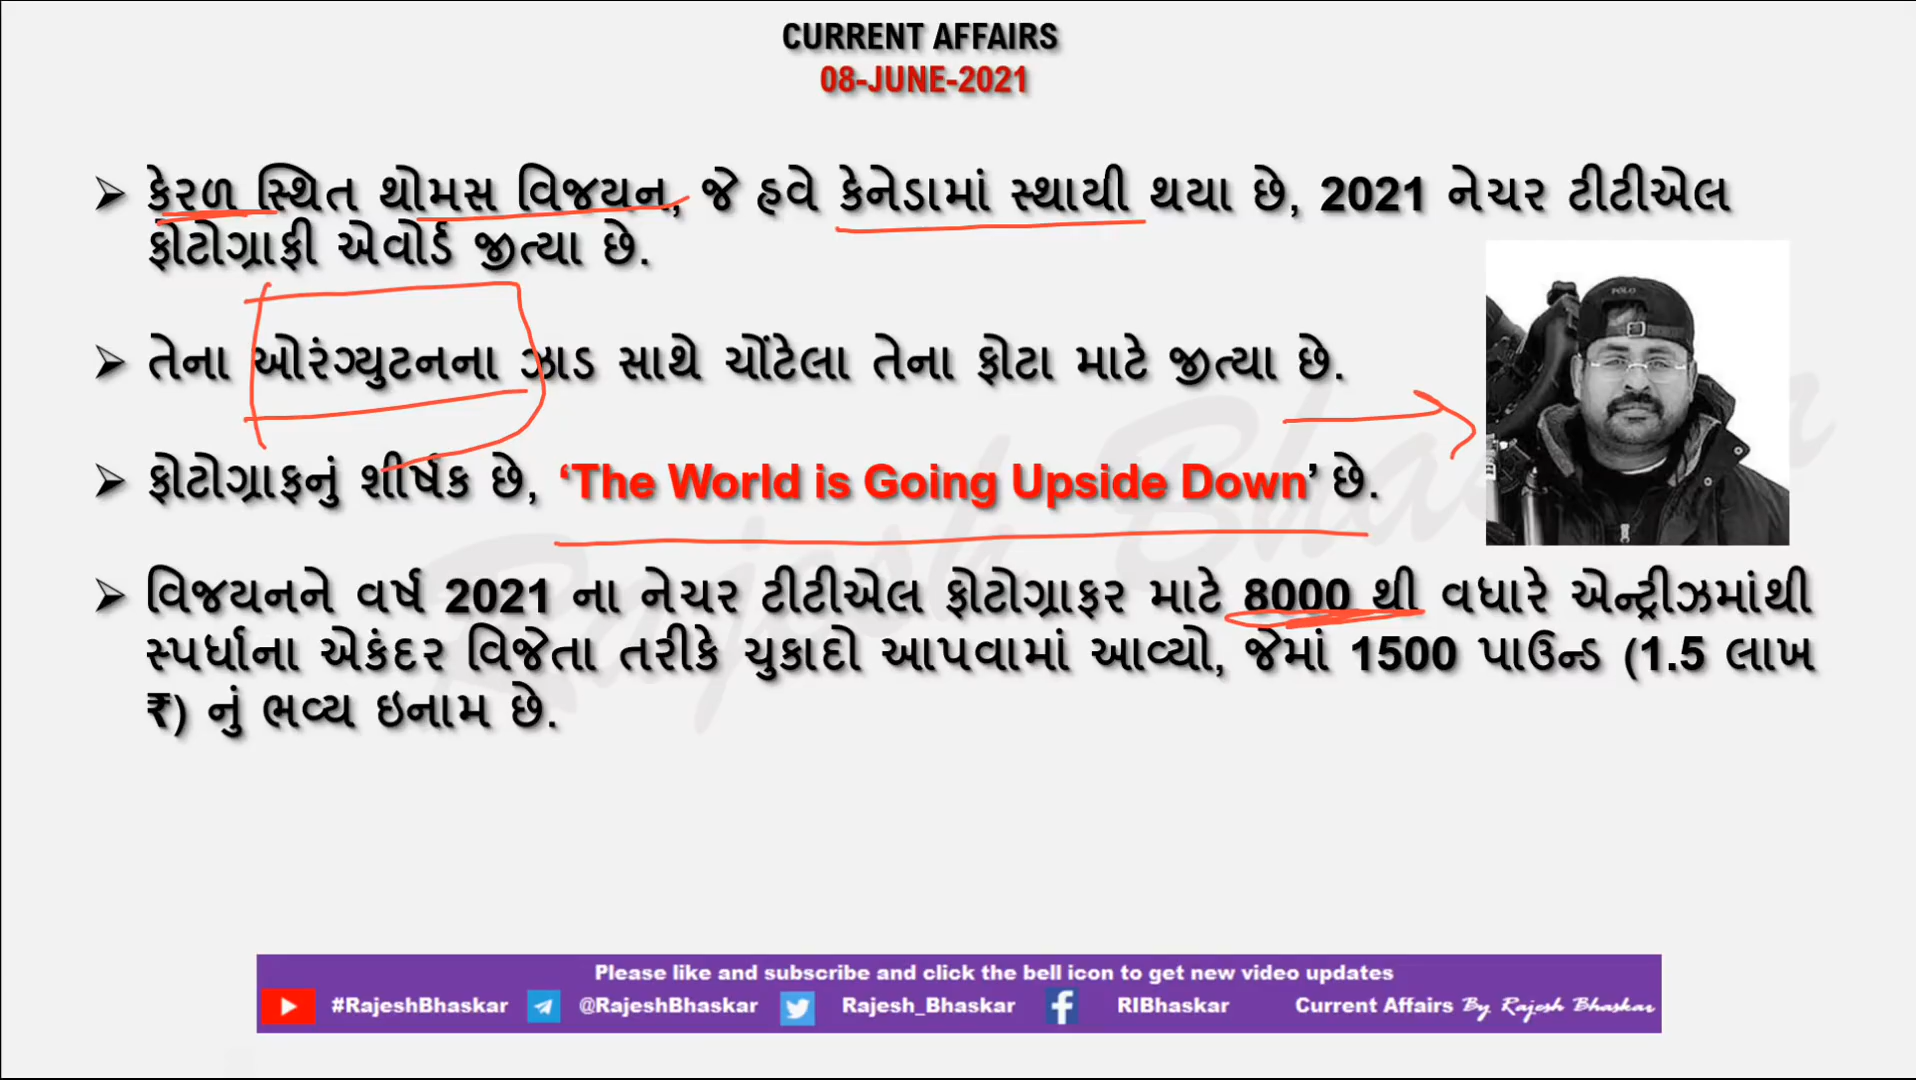 CURRENT AFFAIRS
08-JUNE-2021
➢ કેરળ સ્થિત થોમસ વિજયન, જે હવે કેનેડામાં સ્થાયી થયા છે, 2021 નેચર ટીટીએલ
ફોટોગ્રાફી એવોર્ડ જીત્યા છે.
➢ તેના ઓરંગ્યુટનના ઝાડ સાથે ચોંટેલા તેના ફોટા માટે જીત્યા છે.
➢ ફોટોગ્રાફનું શીર્ષક છે, ‘The World is Going Upside Down’ છે.
➢ વિજયનને વર્ષ 2021 ના નેચર ટીટીએલ ફોટોગ્રાફર માટે 8000 થી વધારે એન્ટ્રીઝમાંથી
સ્પર્ધાના એકંદર વિજેતા તરીકે ચુકાદો આપવામાં આવ્યો, જેમાં 1500 પાઉન્ડ (1.5 લાખ
₹) નું ભવ્ય ઇનામ છે.
POLO
Rajesh Bhaskar
Please like and subscribe and click the bell icon to get new video updates
#RajeshBhaskar @RajeshBhaskar Rajesh_Bhaskar RIBhaskar Current Affairs By Rajesh Bhaskar